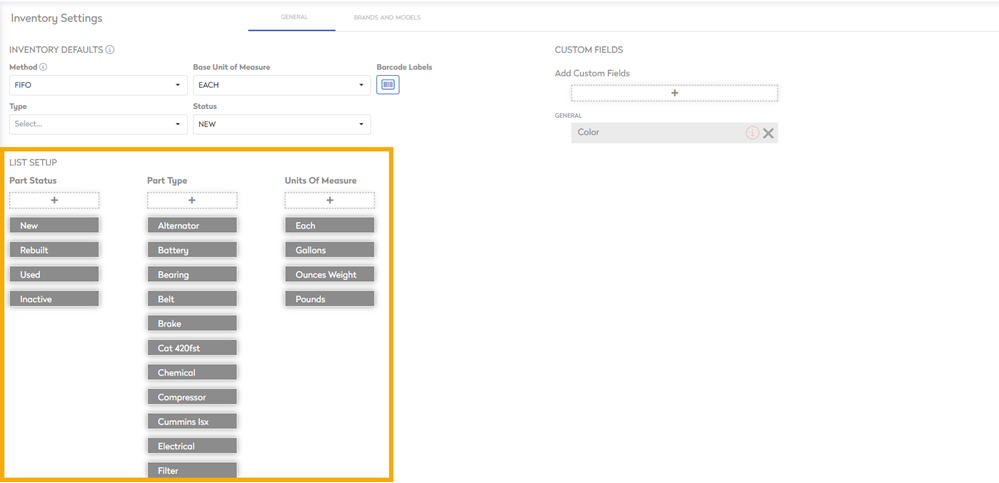 Inventory Settings
GENERAL
BRANDS AND MODELS
INVENTORY DEFAULTS
Method
Base Unit of Measure
Barcode Labels
FIFO
EACH
Type
Status
Select...
NEW
CUSTOM FIELDS
Add Custom Fields
+
GENERAL
Color
LIST SETUP
Part Status
+
New
Rebuilt
Used
Inactive
Part Type
+
Alternator
Battery
Bearing
Belt
Brake
Cat 420fst
Chemical
Compressor
Cummins Isx
Electrical
Filter
Units Of Measure
+
Each
Gallons
Ounces Weight
Pounds